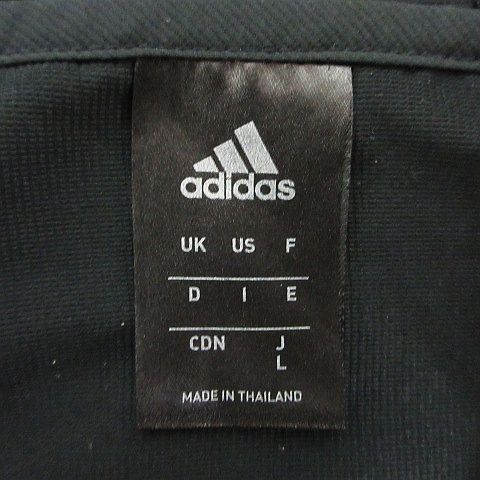 adidas
UK US F
D I E
CDN J
L
MADE IN THAILAND